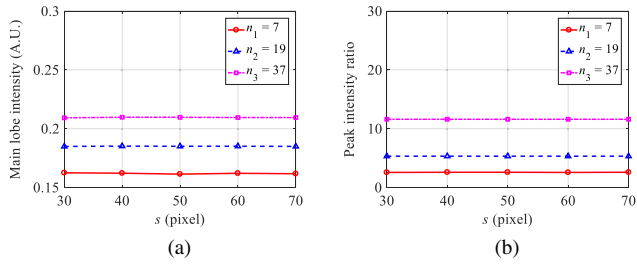 (a)
Main lobe intensity (A.U.)
0.3
0.25
0.2
0.15
30 40 50 60 70
s (pixel)
n1 = 7
n2 = 19
n3 = 37
(a)
(b)
Peak intensity ratio
30
20
10
0
30 40 50 60 70
s (pixel)
n1 = 7
n2 = 19
n3 = 37
(b)